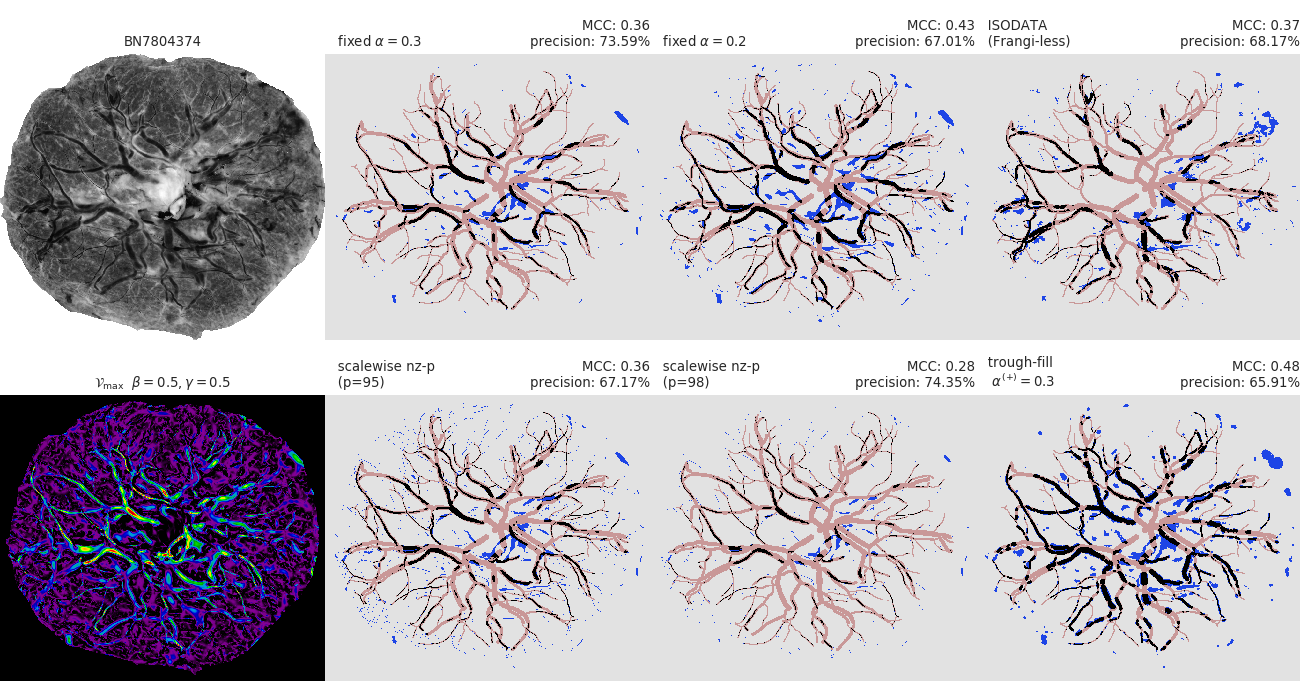 BN7804374
fixed α = 0.3
MCC: 0.36
precision: 73.59%
fixed α = 0.2
MCC: 0.43
precision: 67.01%
ISODATA
(Frangi-less)
MCC: 0.37
precision: 68.17%
𝒱max β = 0.5, γ = 0.5
scalewise nz-p
(p=95)
MCC: 0.36
precision: 67.17%
scalewise nz-p
(p=98)
MCC: 0.28
precision: 74.35%
trough-fill
α(+) = 0.3
MCC: 0.48
precision: 65.91%